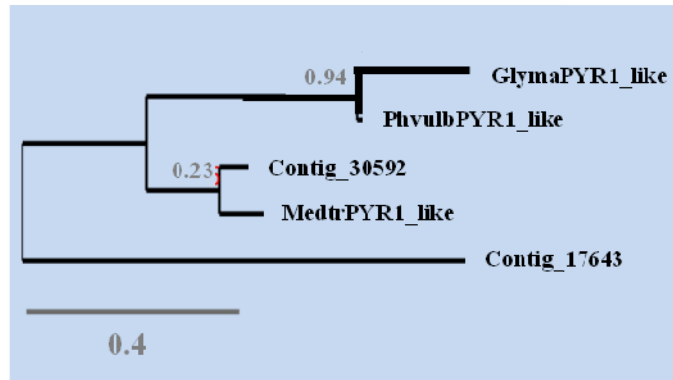 0.94
GlymaPYR1_like
PhvulbPYR1_like
0.23
Contig_30592
MedtrPYR1_like
Contig_17643
0.4